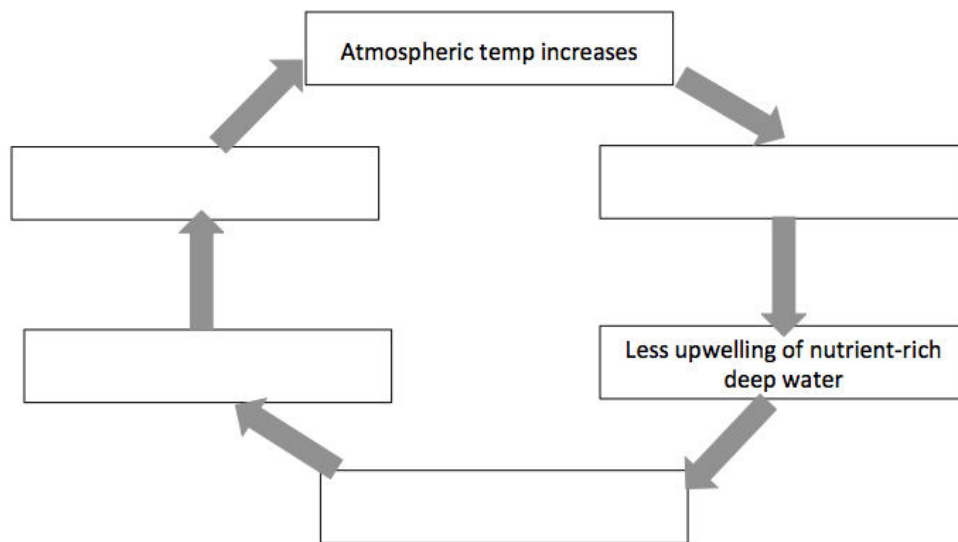 Atmospheric temp increases
Less upwelling of nutrient-rich
deep water